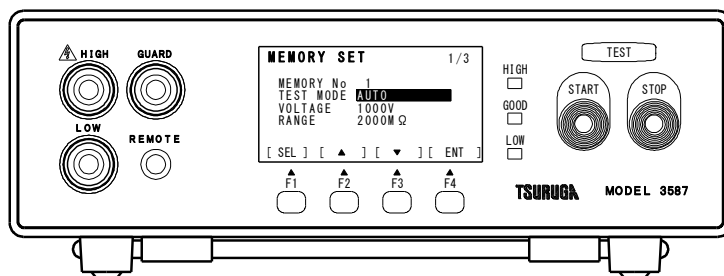 HIGH GUARD
LOW
REMOTE
MEMORY SET 1/3
MEMORY No 1
TEST MODE AUTO
VOLTAGE 1000V
RANGE 2000MΩ
[ SEL ] [ ▲ ] [ ▼ ] [ ENT ]
F1 F2 F3 F4
HIGH
GOOD
LOW
TEST
START STOP
TSURUGA MODEL 3587